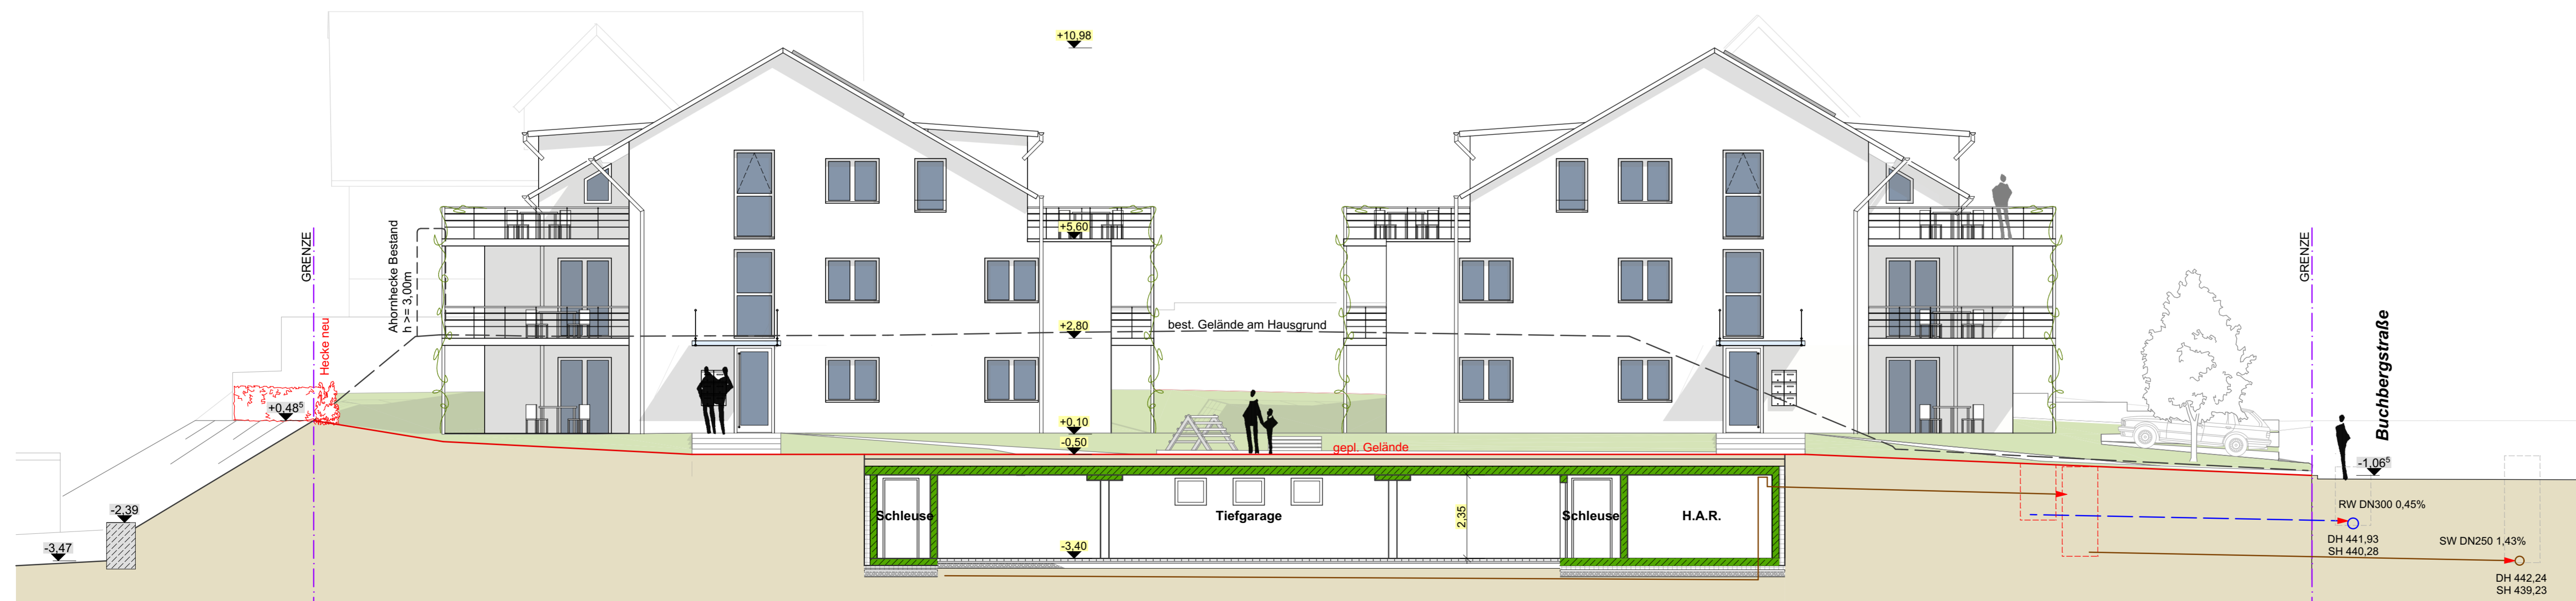 +10,98
GRENZE
Ahornhecke Bestand
h >= 3,00m
Hecke neu
+0,48⁵
-2,39
-3,47
+5,60
+2,80
best. Gelände am Hausgrund
+0,10
-0,50
gepl. Gelände
Schleuse
Tiefgarage
2,35
Schleuse
H.A.R.
-3,40
GRENZE
Buchbergstraße
-1,06⁵
RW DN300 0,45%
DH 441,93
SH 440,28
SW DN250 1,43%
DH 442,24
SH 439,23